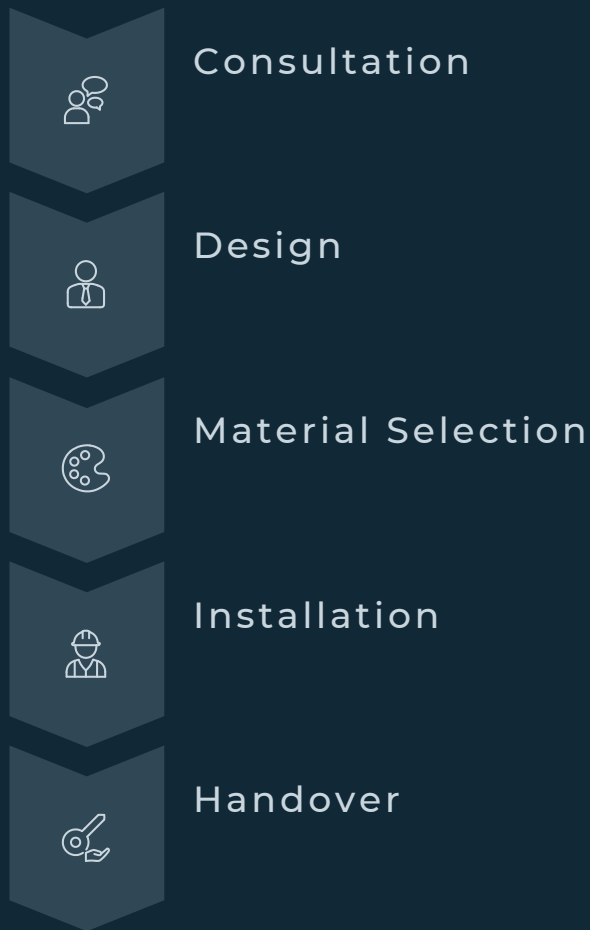 Consultation
Design
Material Selection
Installation
Handover